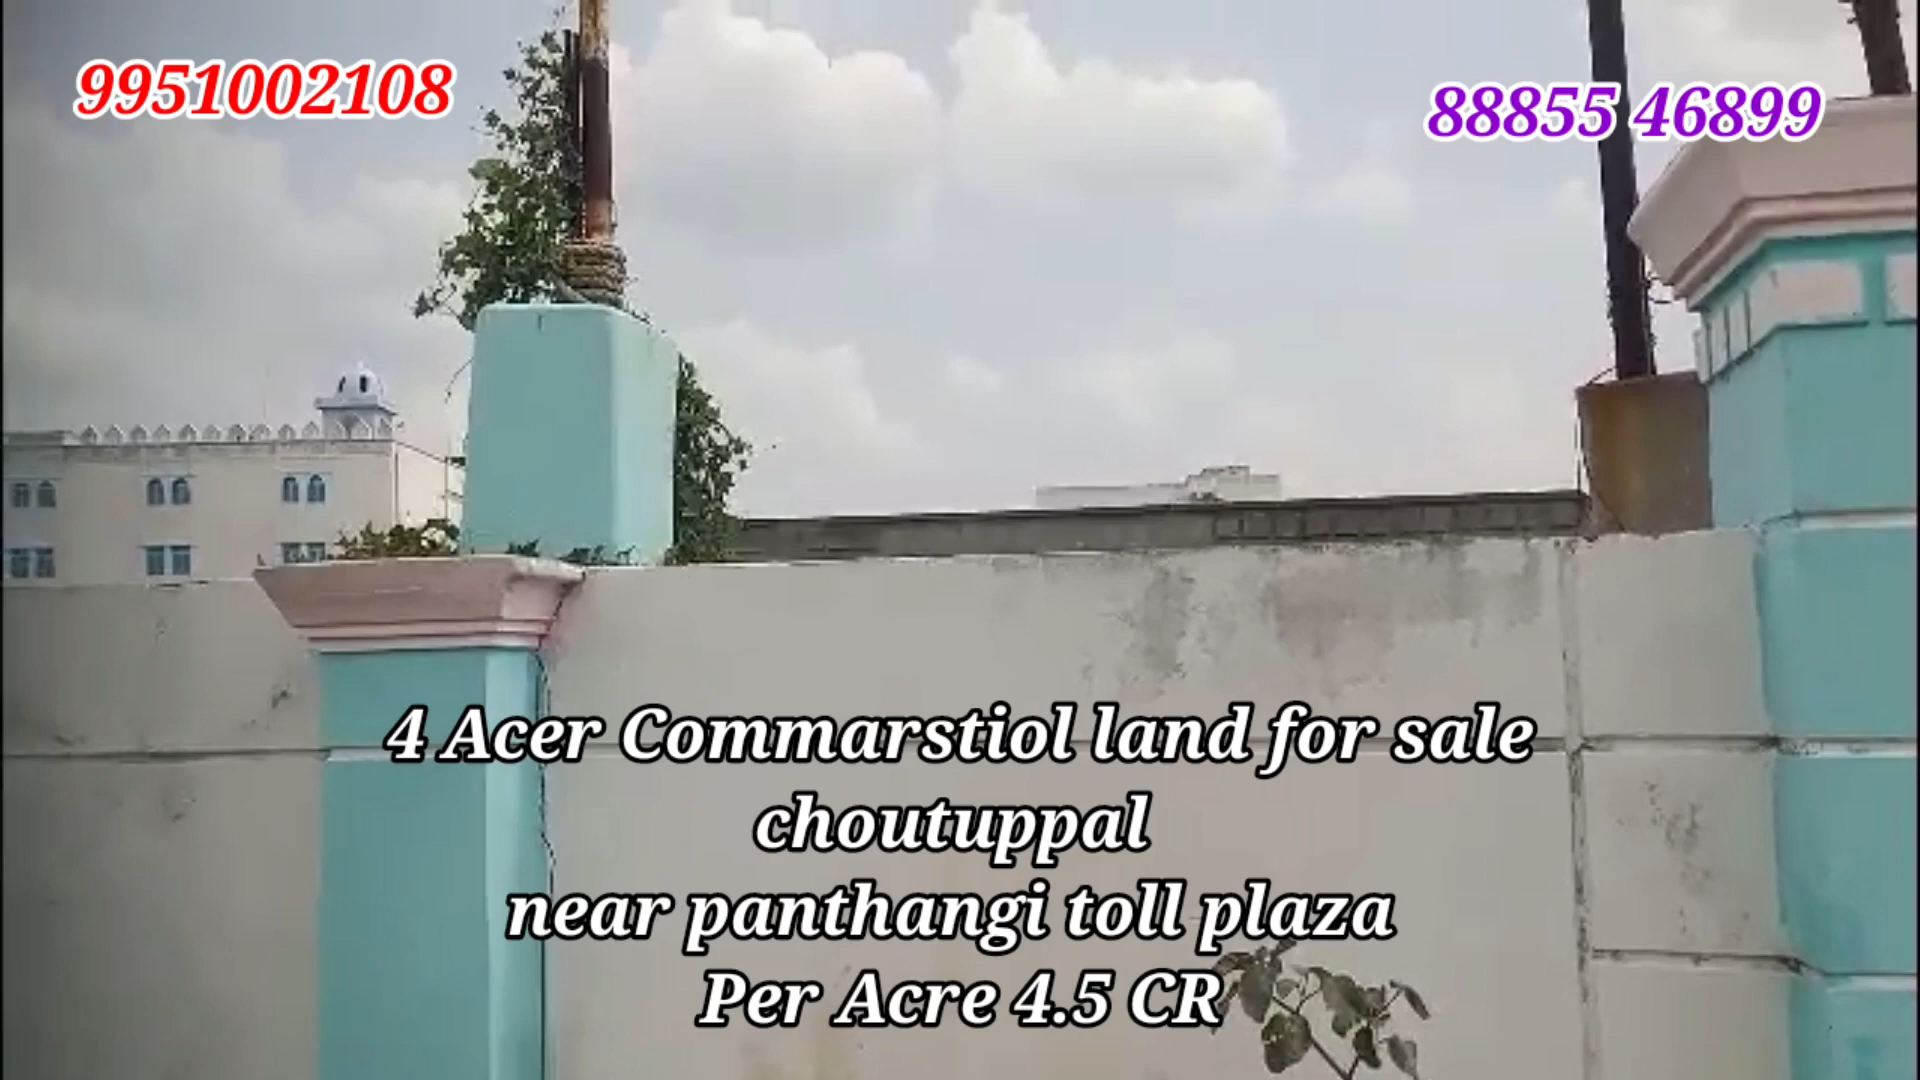 9951002108
88855 46899
4 Acer Commarstiol land for sale
choutuppal
near panthangi toll plaza
Per Acre 4.5 CR